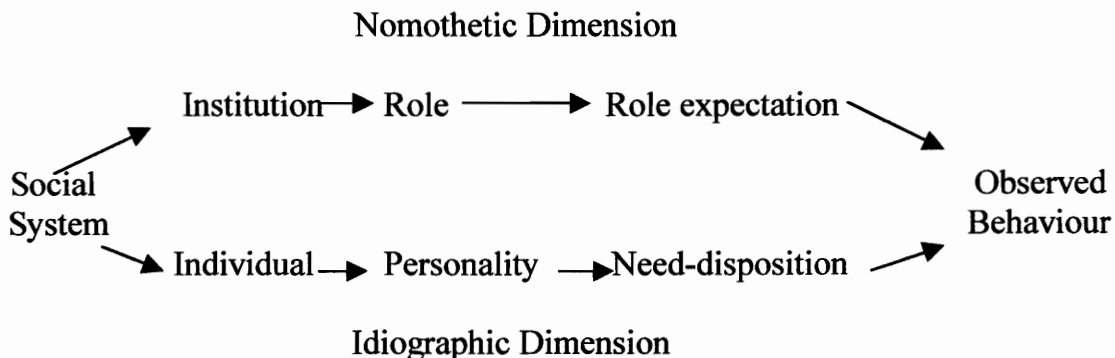 Nomothetic Dimension
Institution Role Role expectation
Social
System
Observed
Behaviour
Individual Personality Need-disposition
Idiographic Dimension